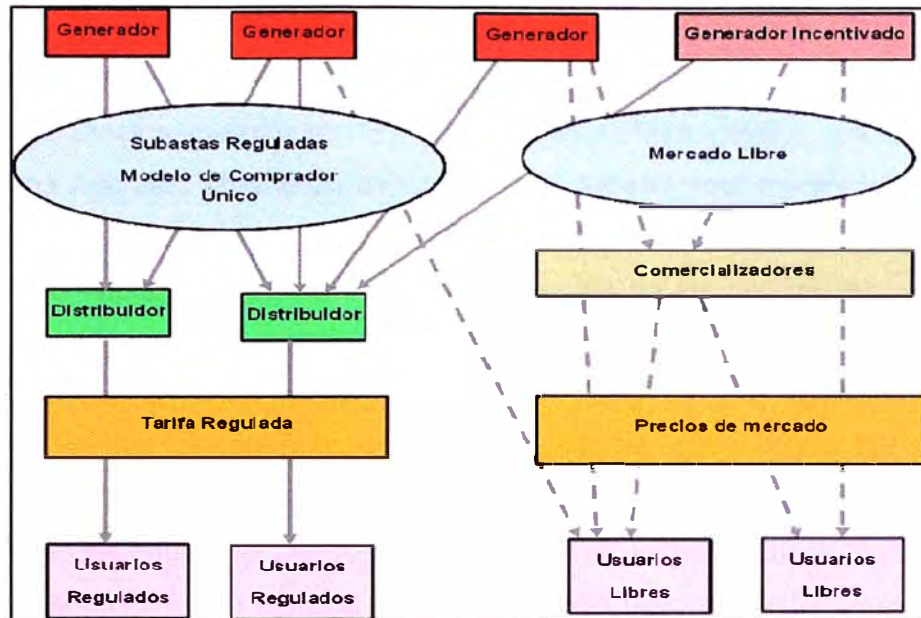 Generador
Generador
Generador
Generador Incentivado
Subastas Reguladas
Modelo de Comprador
Unico
Mercado Libre
Comercializadores
Distribuidor
Distribuidor
Tarifa Regulada
Precios de mercado
Usuarios
Regulados
Usuarios
Regulados
Usuarios
Libres
Usuarios
Libres